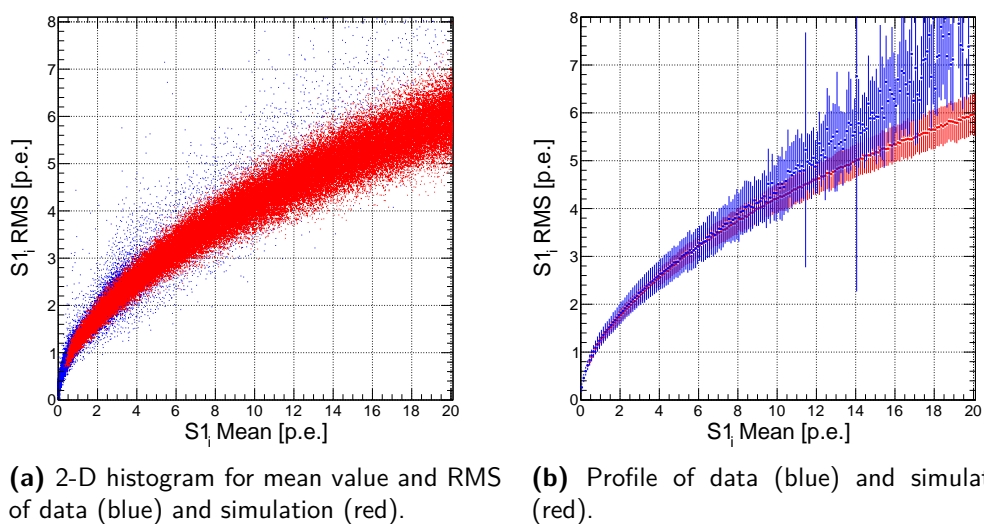 8
7
6
5
4
3
2
1
0
S1i RMS [p.e.]
0 2 4 6 8 10 12 14 16 18 20
S1i Mean [p.e.]
8
7
6
5
4
3
2
1
0
S1i RMS [p.e.]
0 2 4 6 8 10 12 14 16 18 20
S1i Mean [p.e.]
(a) 2-D histogram for mean value and RMS
of data (blue) and simulation (red).
(b) Profile of data (blue) and simulat
(red).